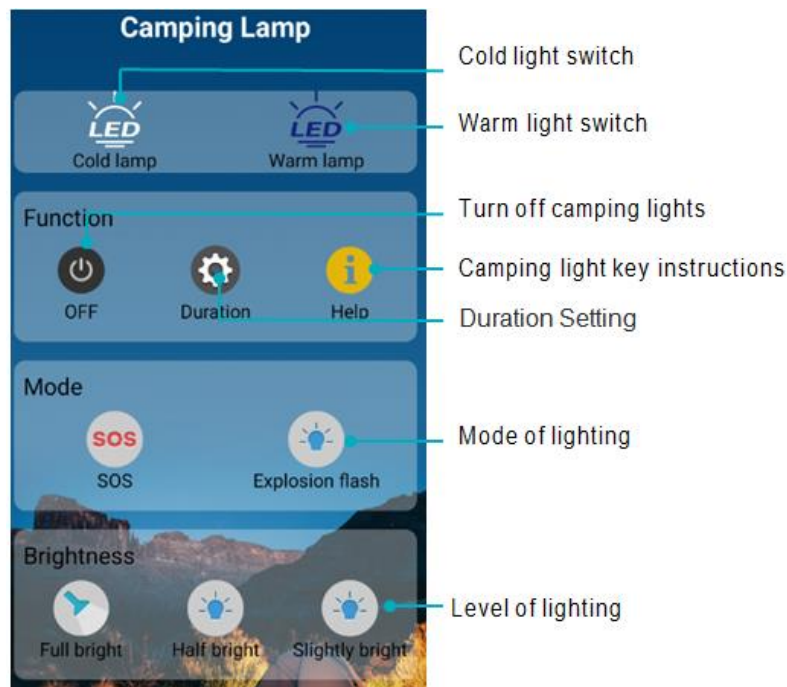 Camping Lamp
Cold light switch
LED
LED
Warm light switch
Cold lamp
Warm lamp
Function
Turn off camping lights
i
Camping light key instructions
OFF
Duration
Help
Duration Setting
Mode
SOS
Mode of lighting
SOS
Explosion flash
Brightness
Level of lighting
Full bright
Half bright
Slightly bright